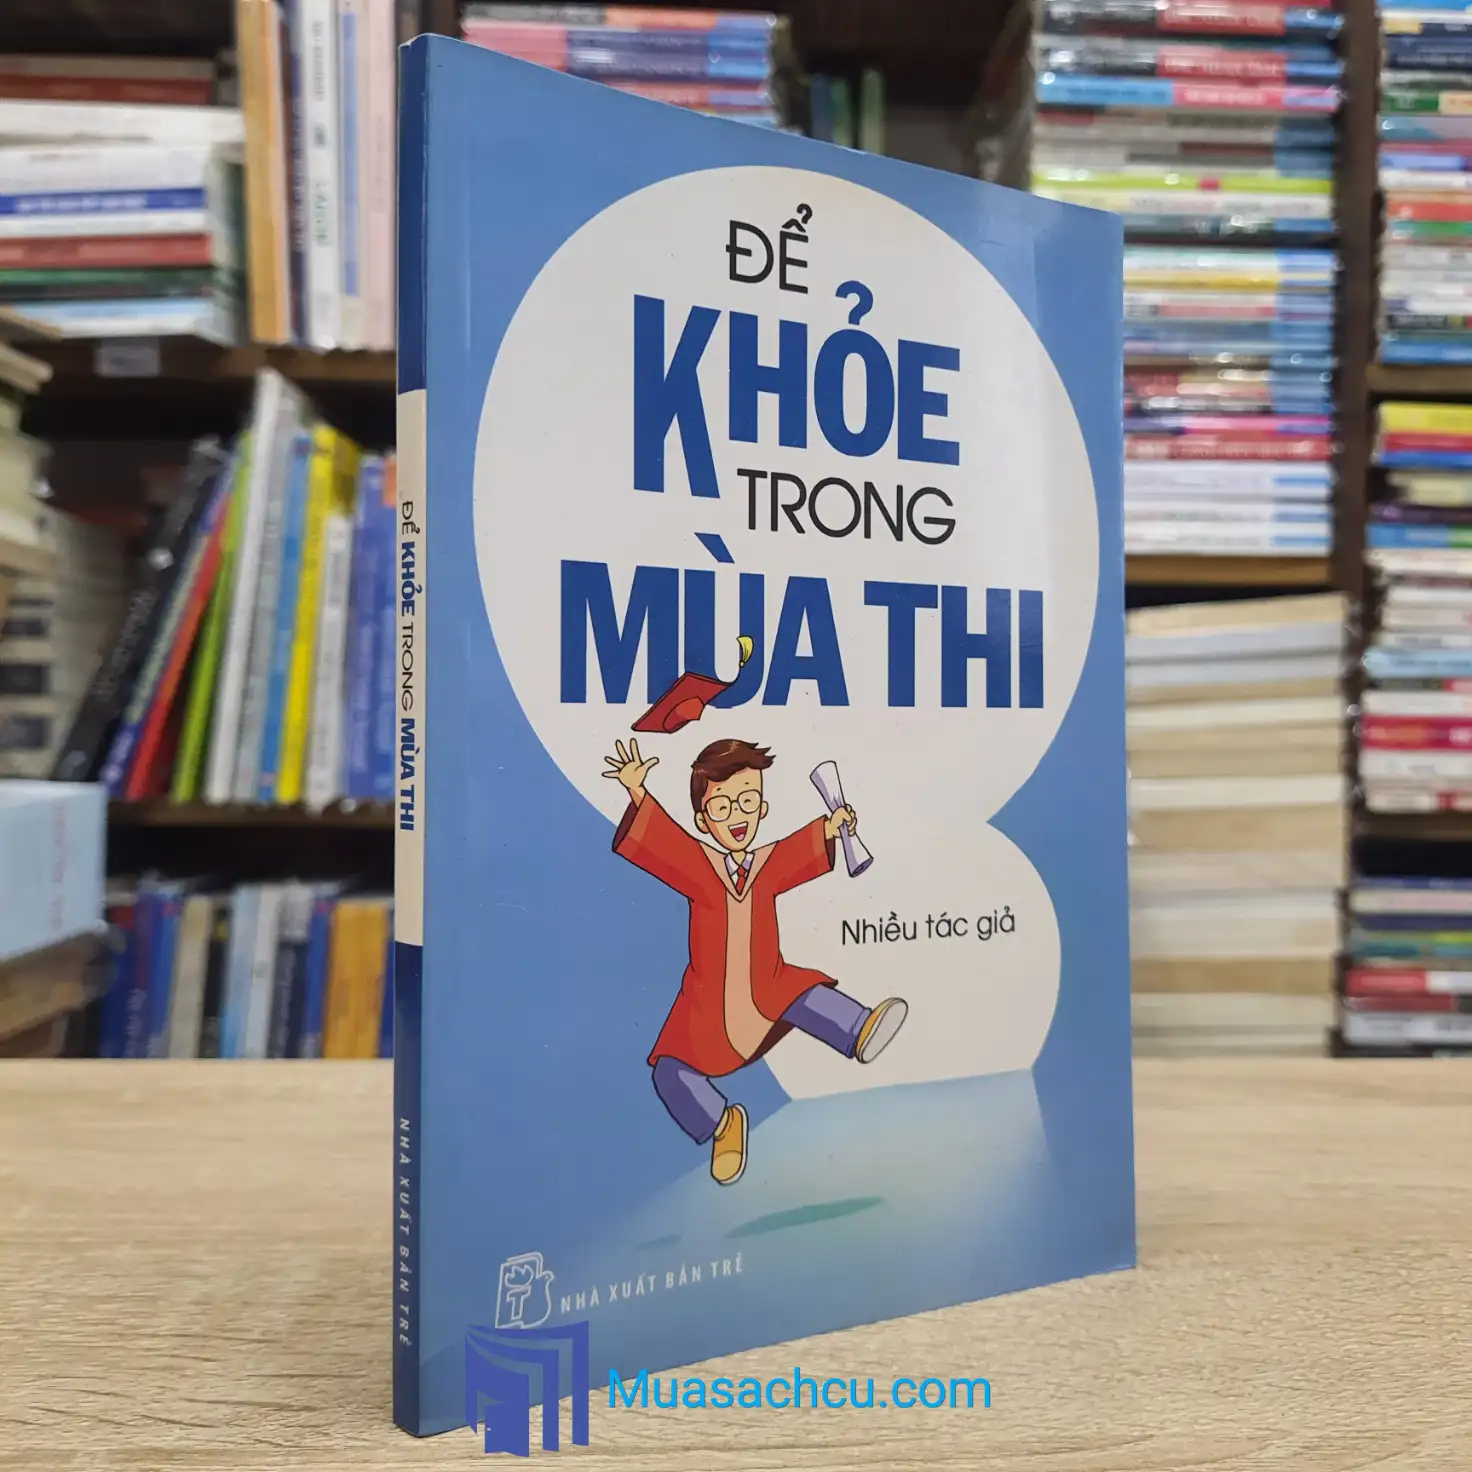 ĐỂ
KHỎE
TRONG
MÙA THI
Nhiều tác giả
NHÀ XUẤT BẢN TRẺ
ĐỂ KHỎE TRONG MÙA THI
NHÀ XUẤT BẢN TRẺ
Muasachcu.com